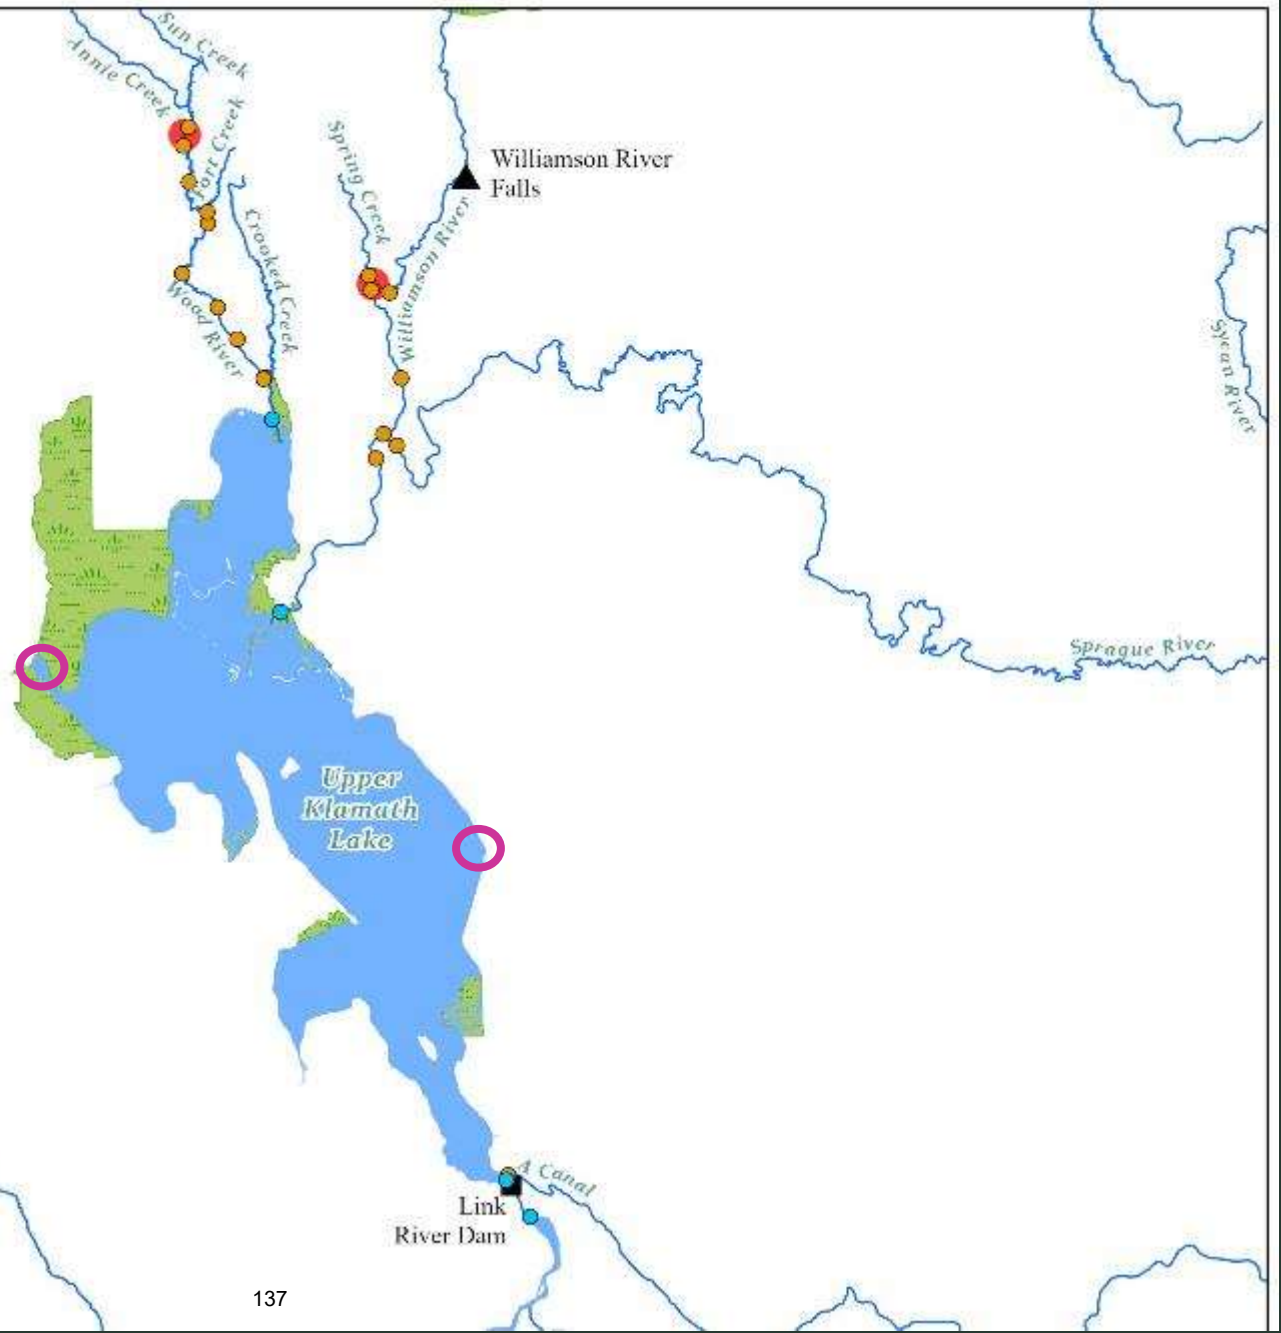 Sun Creek
Annie Creek
Fort Creek
Spring Creek
Williamson River
Falls
Crooked Creek
Williamson River
Wood River
Sycan River
Sprague River
Upper
Klamath
Lake
A Canal
Link
River Dam
137